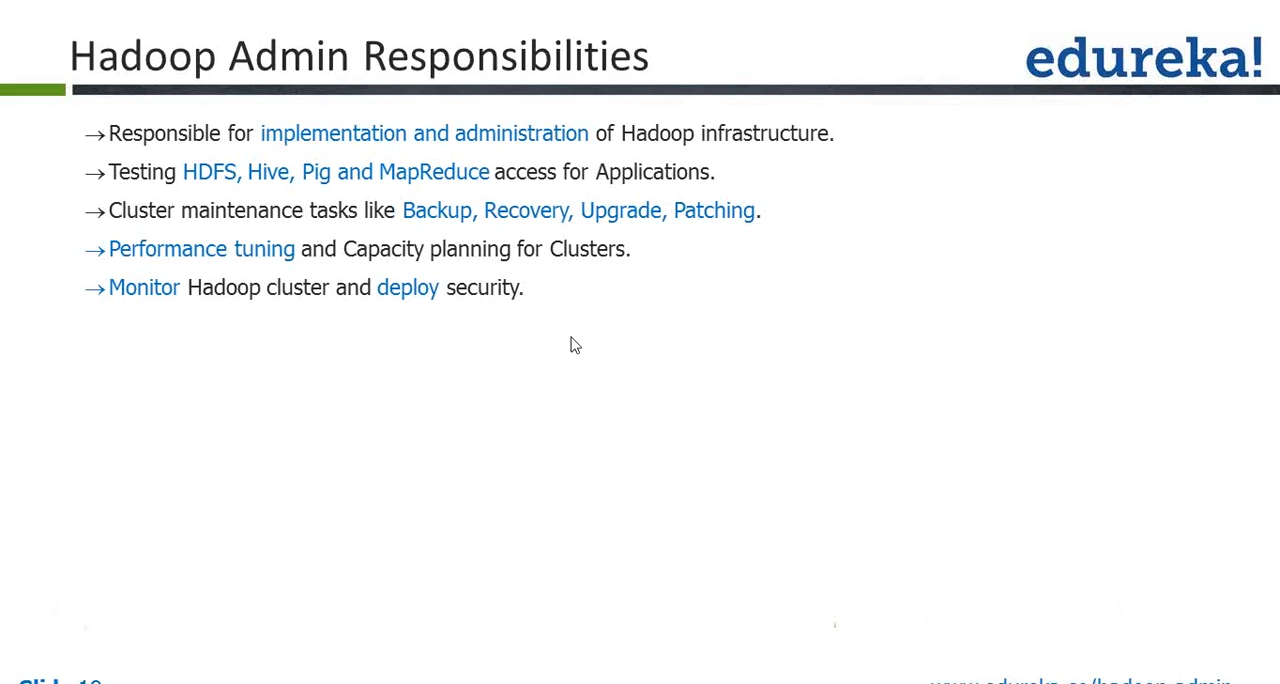 Hadoop Admin Responsibilities
edureka!
→Responsible for implementation and administration of Hadoop infrastructure.
→Testing HDFS, Hive, Pig and MapReduce access for Applications.
→Cluster maintenance tasks like Backup, Recovery, Upgrade, Patching.
→Performance tuning and Capacity planning for Clusters.
→Monitor Hadoop cluster and deploy security.
www.edureka.co/hadoop-admin